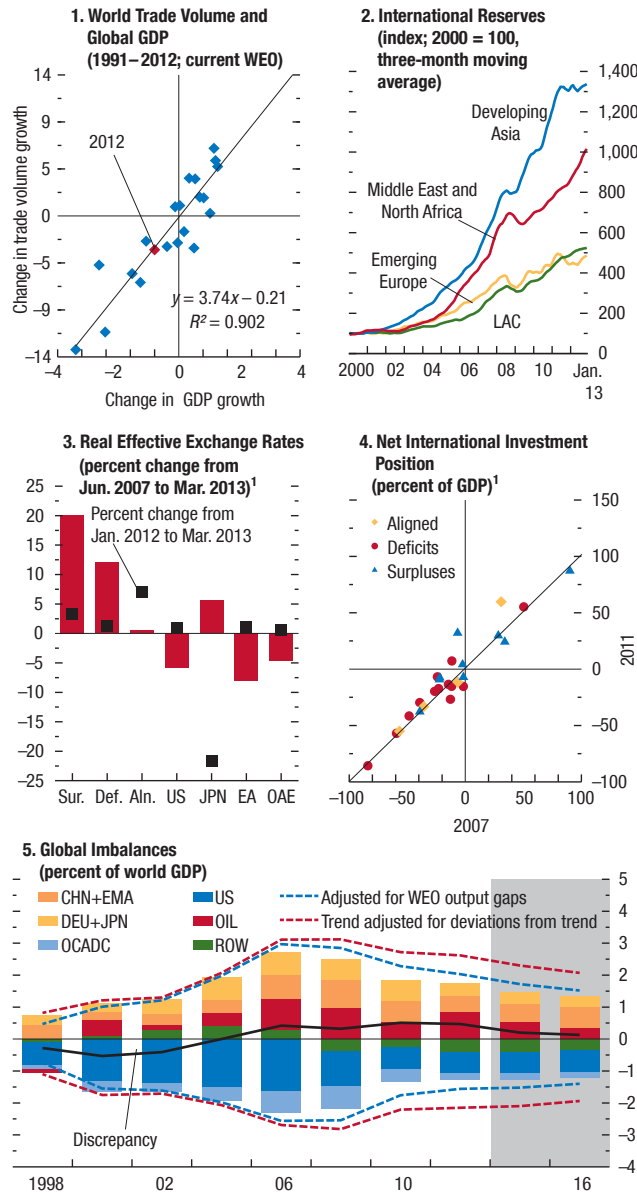 1. World Trade Volume and
Global GDP
(1991–2012; current WEO)
14
9
5
0
–5
–9
–14
–4
–2
0
2
4
Change in trade volume growth
Change in GDP growth
2012
y = 3.74x – 0.21
R² = 0.902
2. International Reserves
(index; 2000 = 100,
three-month moving
average)
1,400
1,200
1,000
800
600
400
200
0
Developing
Asia
Middle East and
North Africa
Emerging
Europe
LAC
2000 02 04 06 08 10 Jan.
13
3. Real Effective Exchange Rates
(percent change from
Jun. 2007 to Mar. 2013)1
25
20
15
10
5
0
–5
–10
–15
–20
–25
Percent change from
Jan. 2012 to Mar. 2013
Sur. Def. Aln. US JPN EA OAE
4. Net International Investment
Position
(percent of GDP)1
Aligned
Deficits
Surpluses
150
100
50
0
–50
–100
2011
–100 –50 0 50 100
2007
5. Global Imbalances
(percent of world GDP)
CHN+EMA
DEU+JPN
OCADC
US
OIL
ROW
Adjusted for WEO output gaps
Trend adjusted for deviations from trend
5
4
3
2
1
0
–1
–2
–3
–4
Discrepancy
1998 02 06 10 16